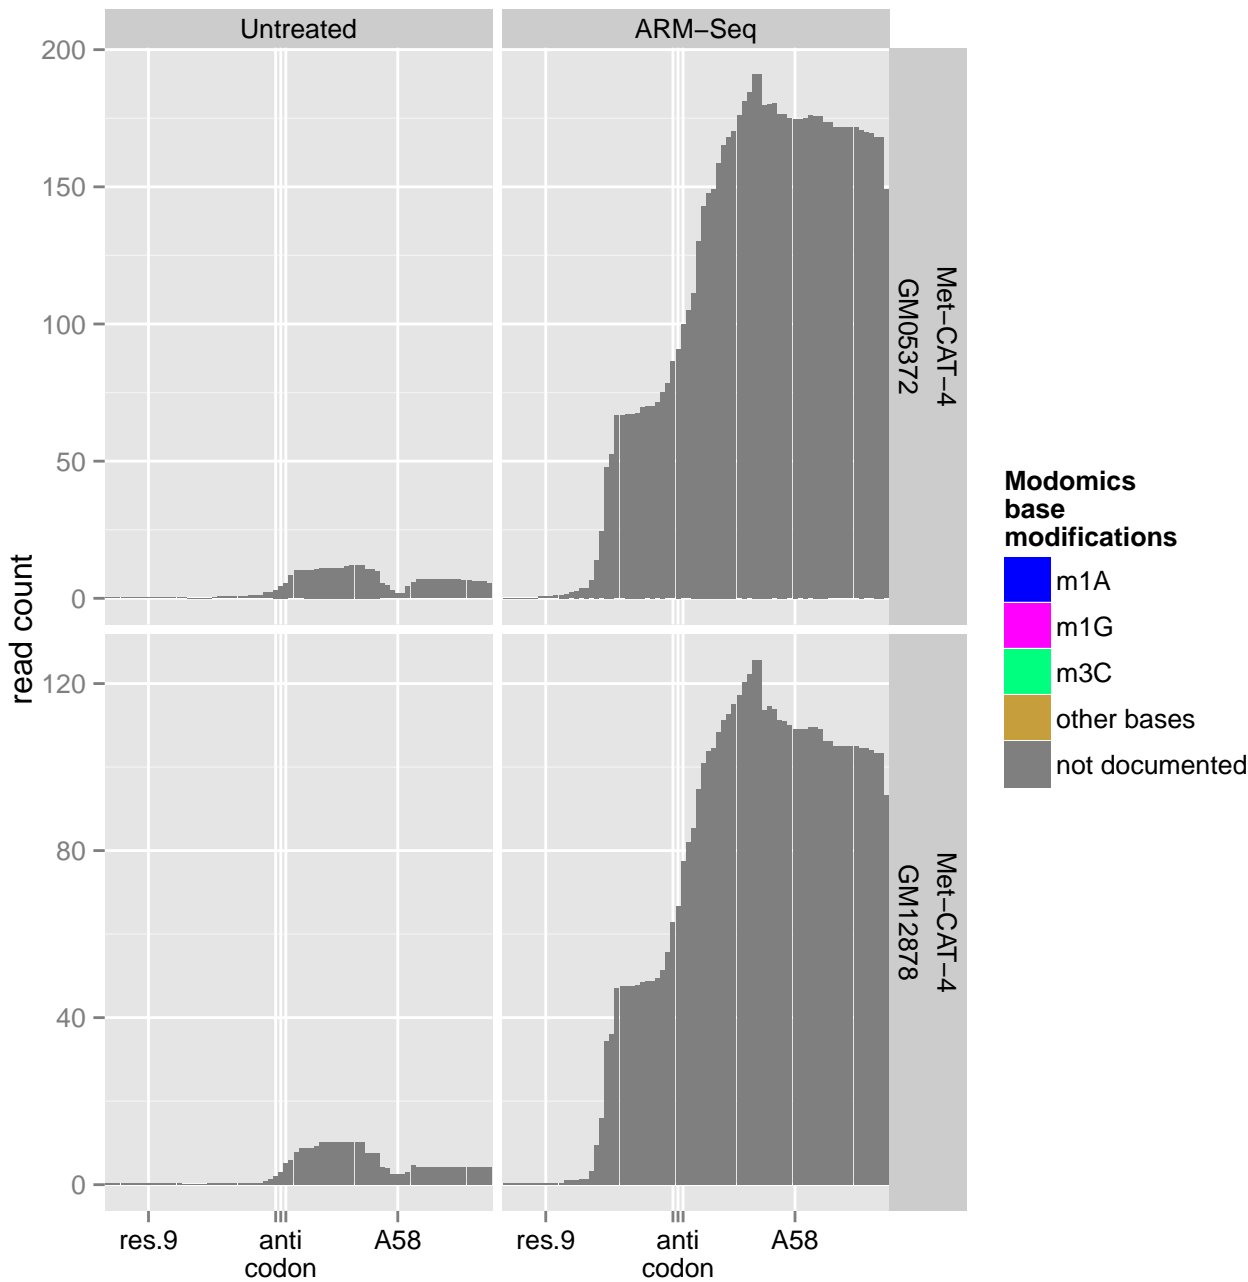 Untreated
ARM−Seq
200
150
100
50
0
Met−CAT−4
GM05372
read count
120
80
40
0
Met−CAT−4
GM12878
res.9
anti
codon
A58
res.9
anti
codon
A58
Modomics
base
modifications
m1A
m1G
m3C
other bases
not documented